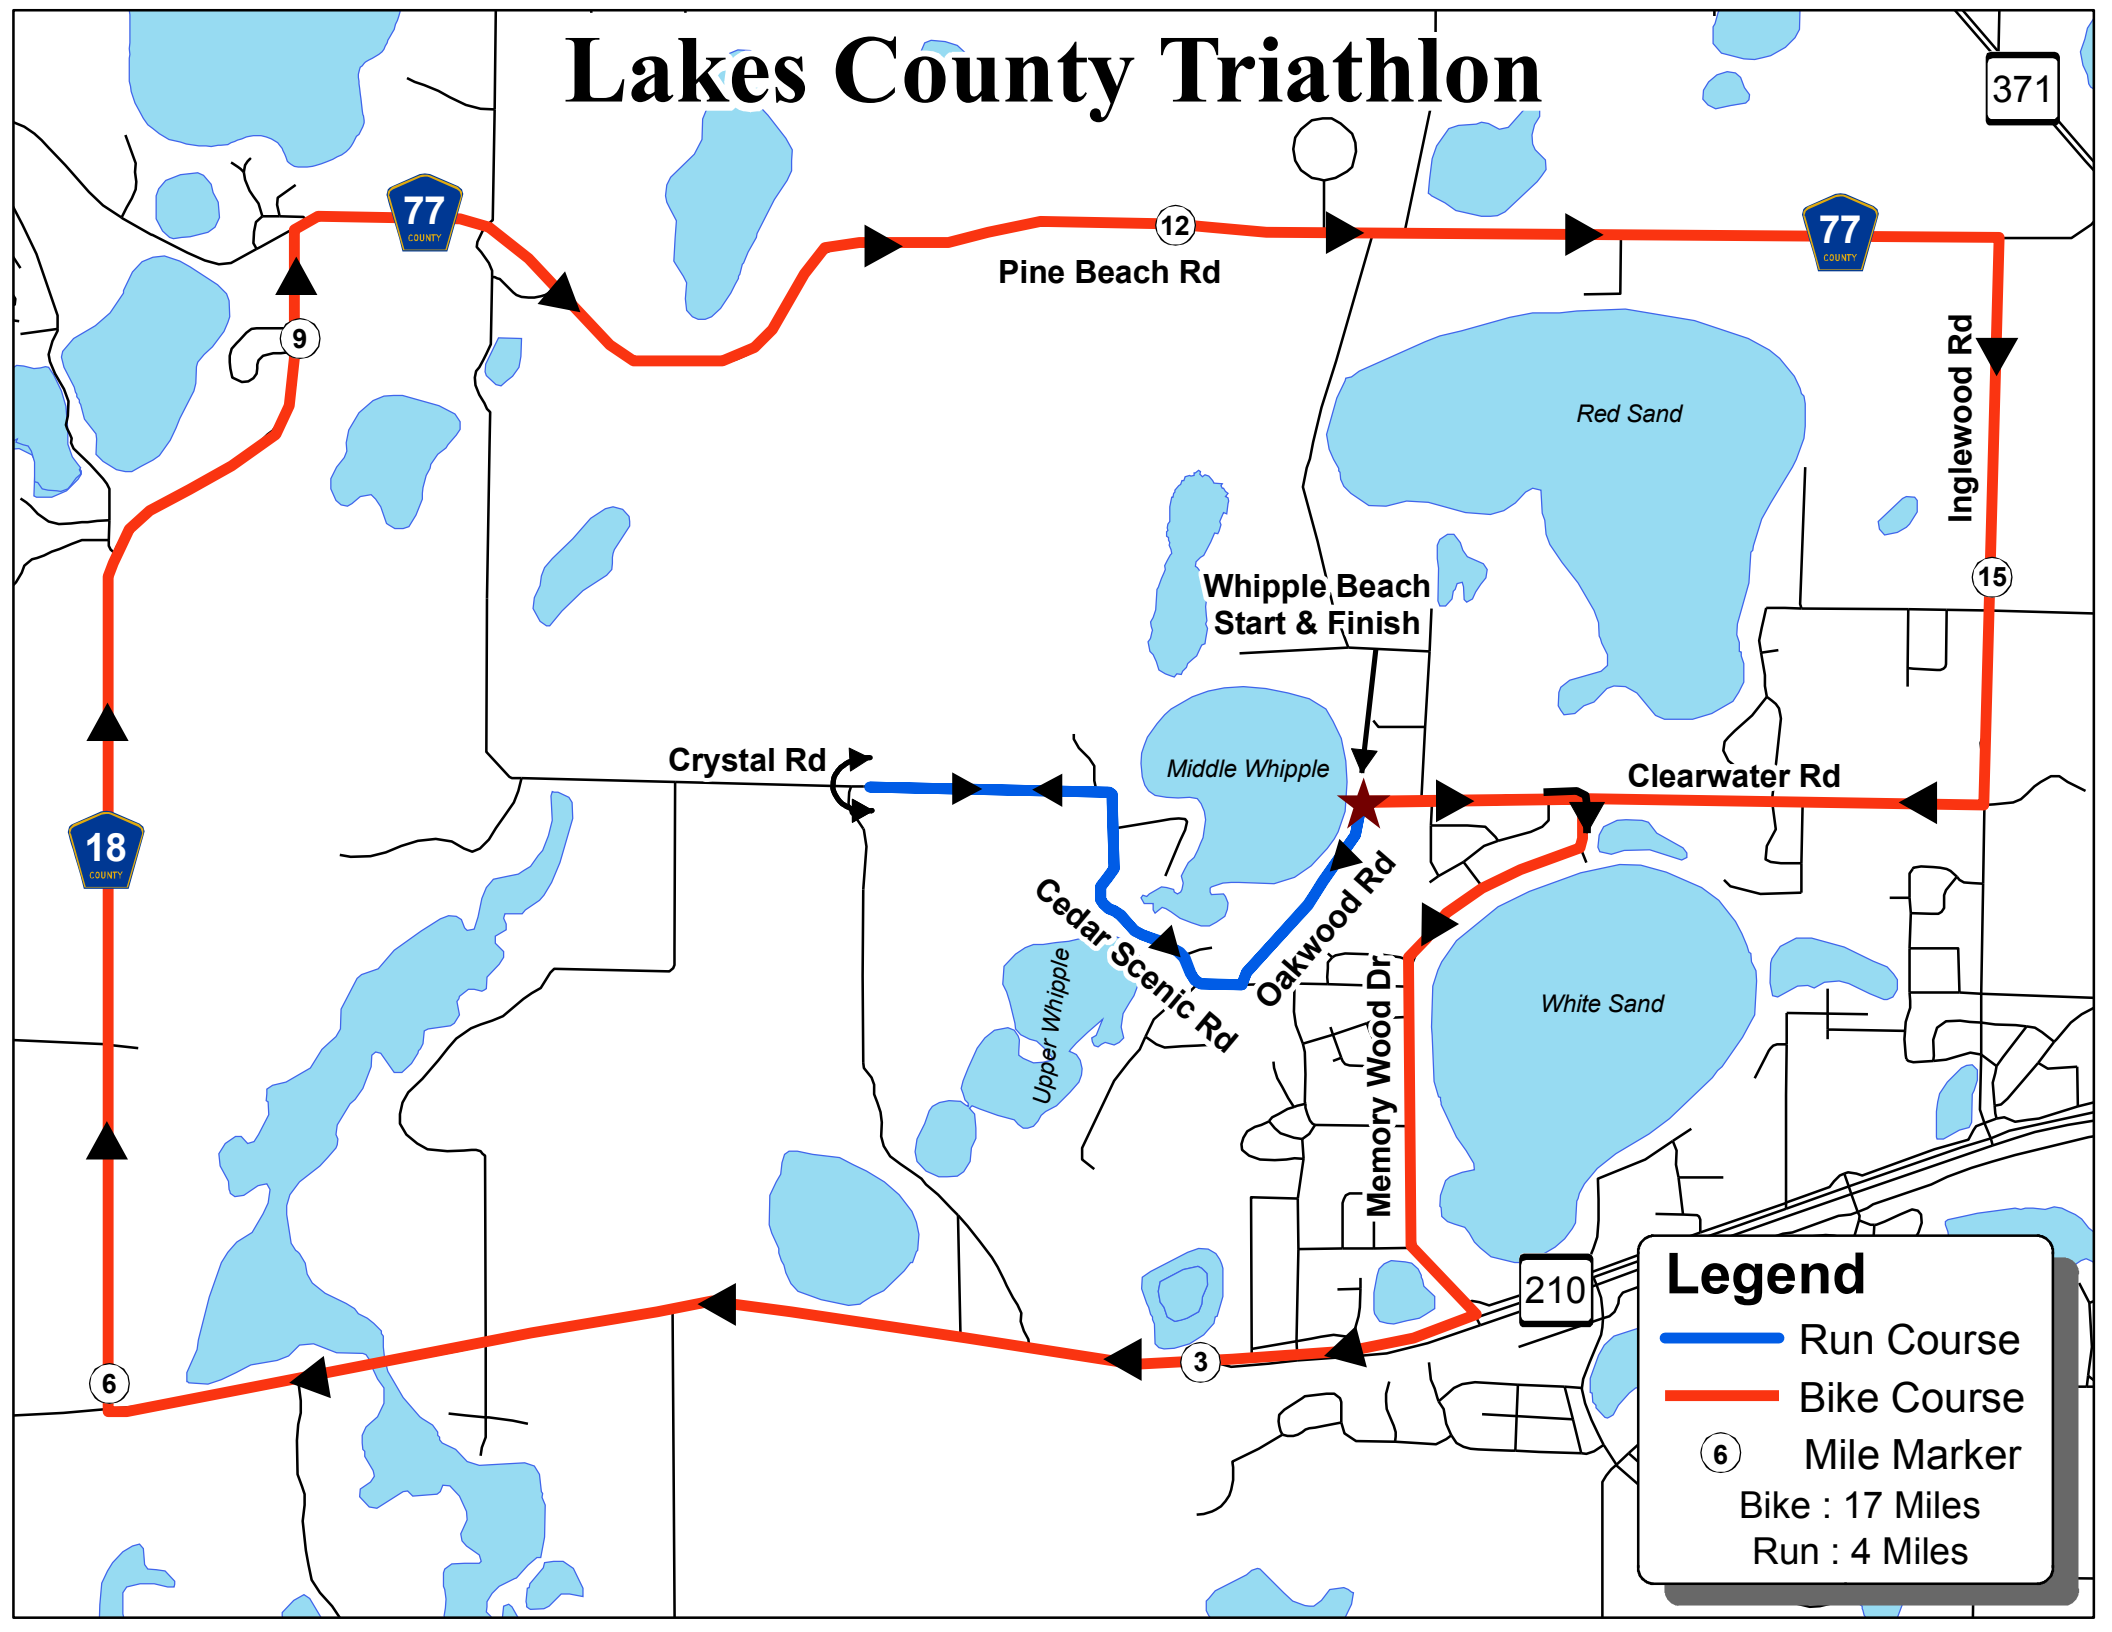 Lakes County Triathlon
371
77
COUNTY
12
77
COUNTY
Pine Beach Rd
9
Inglewood Rd
Red Sand
15
Whipple Beach
Start & Finish
Crystal Rd
Middle Whipple
Clearwater Rd
18
COUNTY
Cedar Scenic Rd
Oakwood Rd
Upper Whipple
Memory Wood Dr
White Sand
210
3
6
Legend
Run Course
Bike Course
6 Mile Marker
Bike : 17 Miles
Run : 4 Miles